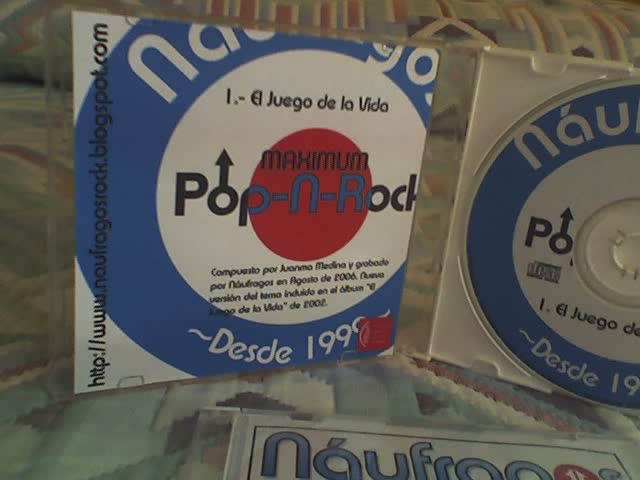 http://www.naufragosrock.blogspot.com
Náufragos
1.- El Juego de la Vida
MAXIMUM
Pop-N-Rock
Compuesto por Juanma Medina y grabado
por Náufragos en Agosto de 2006. Nueva
versión del tema incluido en el álbum "El
Juego de la Vida" de 2002.
~Desde 1999~
Náuf
Po
1. El Juego de
~Desde 19
Náufragos